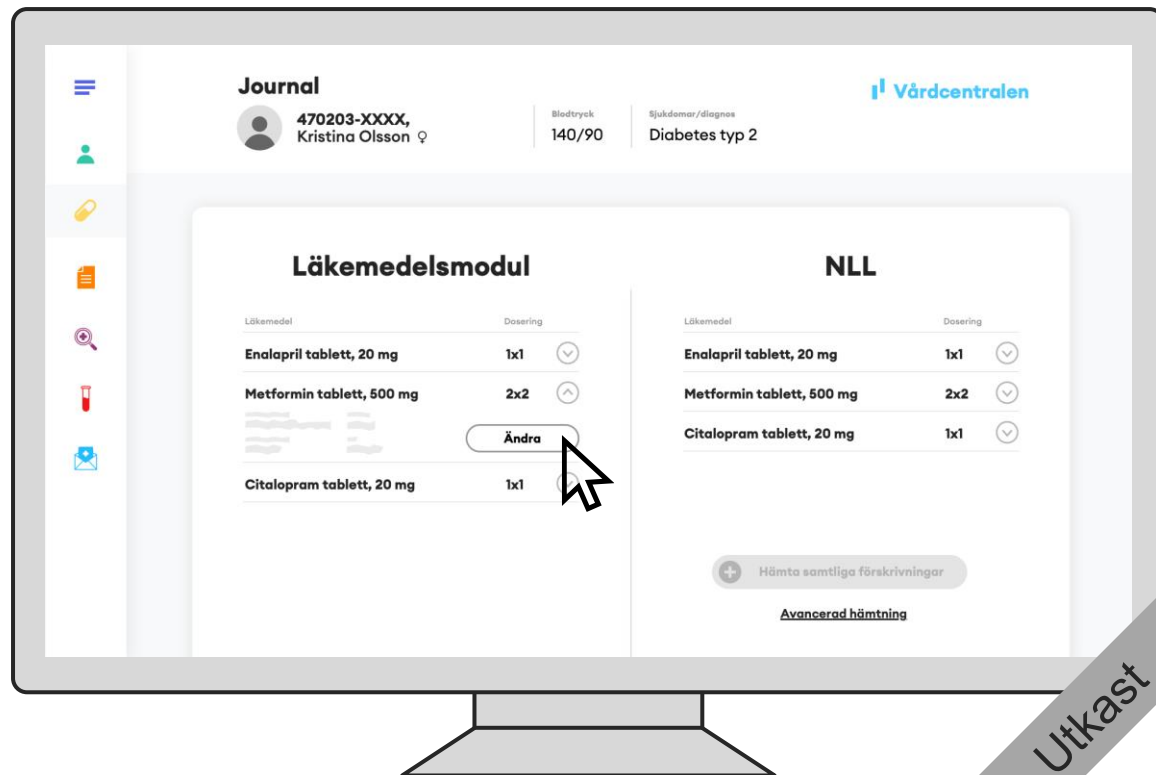 Journal
Vårdcentralen
470203-XXXX,
Kristina Olsson ♀
Blodtryck
140/90
Sjukdomar/diagnos
Diabetes typ 2
Läkemedelsmodul
Läkemedel Dosering
Enalapril tablett, 20 mg 1x1
Metformin tablett, 500 mg 2x2
Ändra
Citalopram tablett, 20 mg 1x1
NLL
Läkemedel Dosering
Enalapril tablett, 20 mg 1x1
Metformin tablett, 500 mg 2x2
Citalopram tablett, 20 mg 1x1
Hämta samtliga förskrivningar
Avancerad hämtning
Utkast